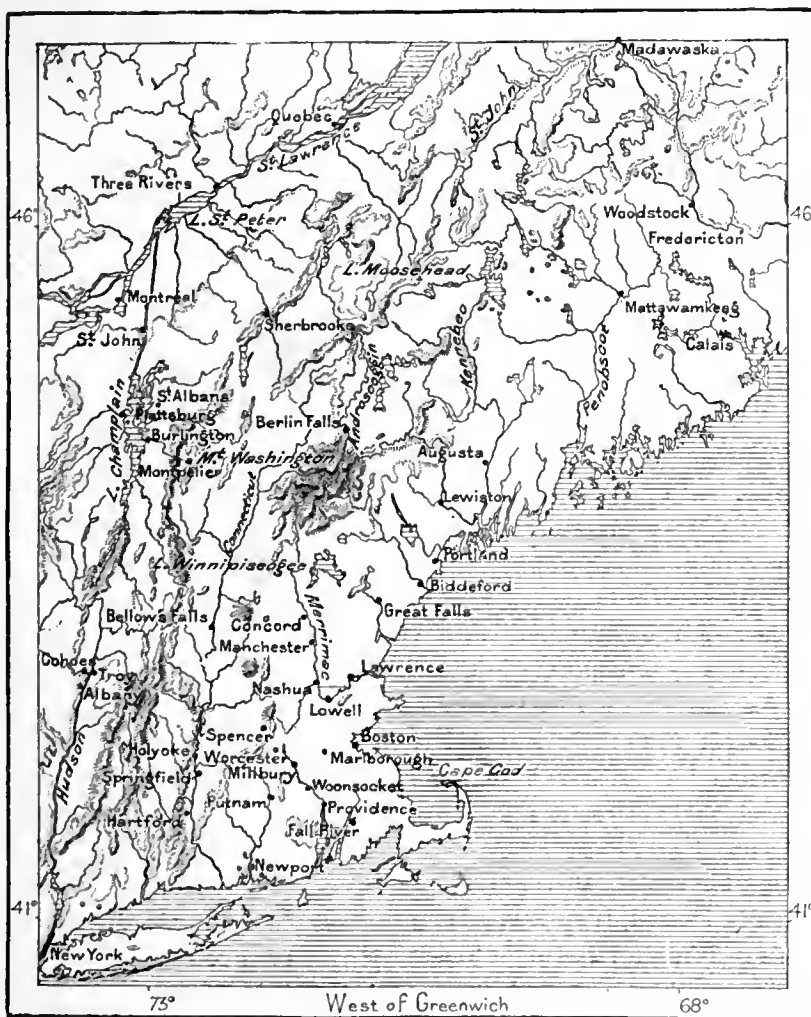 Madawaska
St. John
Quebec
St. Lawrence
Three Rivers
46°
L. St. Peter
Woodstock
46°
Fredericton
L. Moosehead
Montreal
Mattawamkeag
Sherbrooke
St. John
Calais
Kennebec
Penobscot
Androscoggin
L. Champlain
St. Albans
Plattsburg
Berlin Falls
Burlington
Mt. Washington
Augusta
Montpelier
Connecticut
Lewiston
Portland
L. Winnipiseogee
Biddeford
Great Falls
Bellows Falls
Concord
Merrimac
Manchester
Cohoes
Troy
Lawrence
Albany
Nashua
Lowell
Spencer
Boston
Hudson
Holyoke
Worcester
Marlborough
Cape Cod
Springfield
Millbury
Woonsocket
Putnam
Providence
Hartford
Fall River
Newport
41°
41°
New York
73°
West of Greenwich
68°